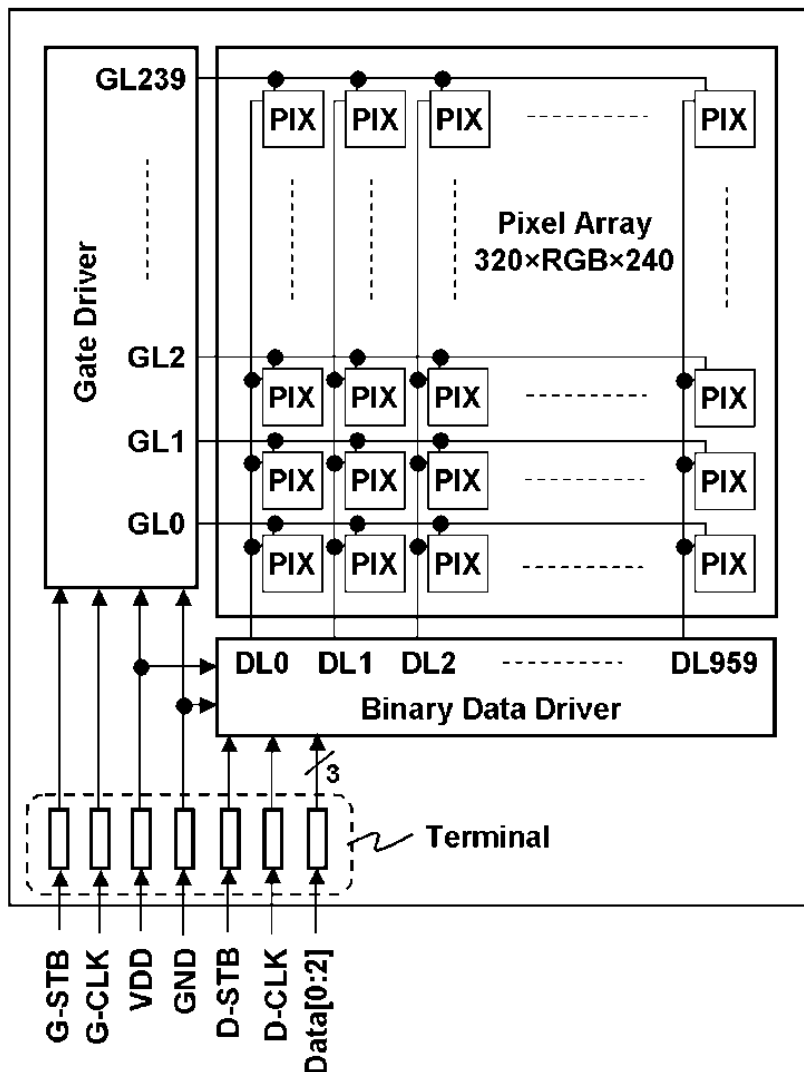 GL239
PIX PIX PIX PIX
Pixel Array
320×RGB×240
Gate Driver
GL2
PIX PIX PIX PIX
GL1
PIX PIX PIX PIX
GL0
PIX PIX PIX PIX
DL0 DL1 DL2 DL959
Binary Data Driver
3
Terminal
G-STB
G-CLK
VDD
GND
D-STB
D-CLK
Data[0:2]